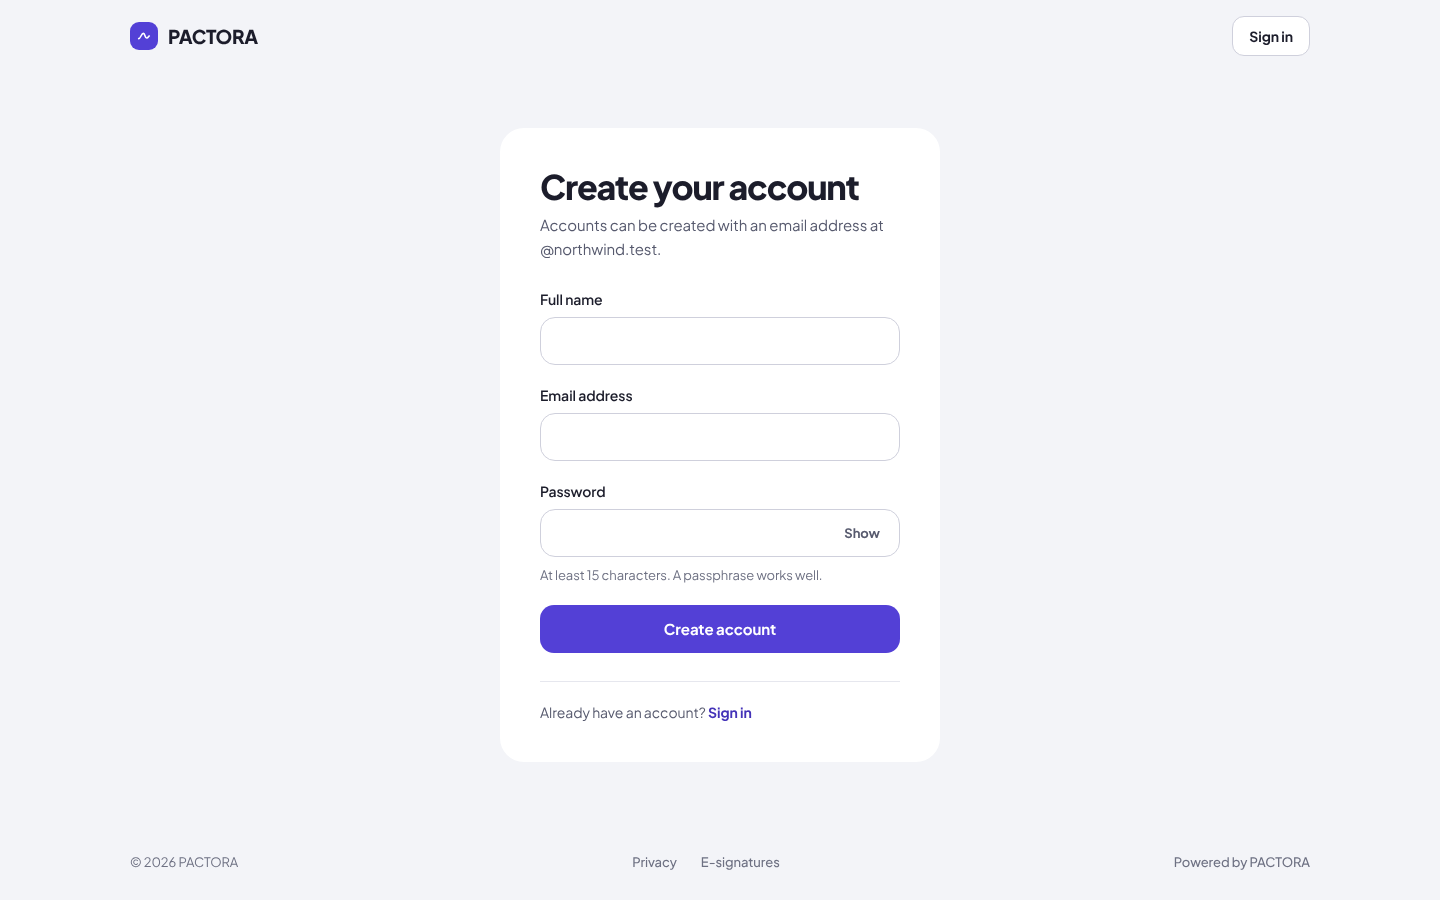 PACTORA
Sign in
Create your account
Accounts can be created with an email address at
@northwind.test.
Full name
Email address
Password
Show
At least 15 characters. A passphrase works well.
Create account
Already have an account? Sign in
© 2026 PACTORA
Privacy
E-signatures
Powered by PACTORA